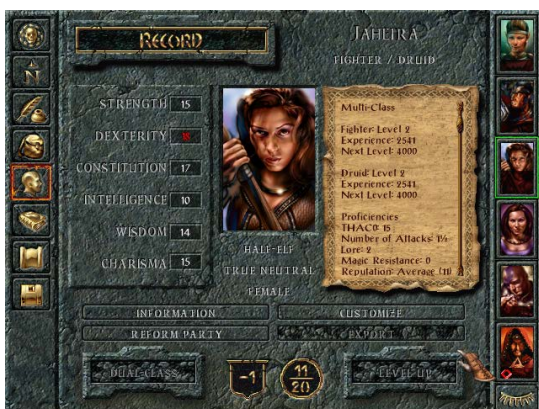 RECORD
JAHEIRA
FIGHTER / DRUID
STRENGTH 15
DEXTERITY
CONSTITUTION 17
INTELLIGENCE 10
WISDOM 14
CHARISMA 15
HALF-ELF
TRUE NEUTRAL
FEMALE
Multi-Class
Fighter: Level 2
Experience: 2541
Next Level: 4000
Druid: Level 2
Experience: 2541
Next Level: 4000
Proficiencies
THAC0: 15
Number of Attacks:
Lore: 2
Magic Resistance: 0
Reputation: Average
INFORMATION
CUSTOMIZE
REFORM PARTY
EXPORT
DUAL-CLASS
-1
11
20
LEVEL UP
N